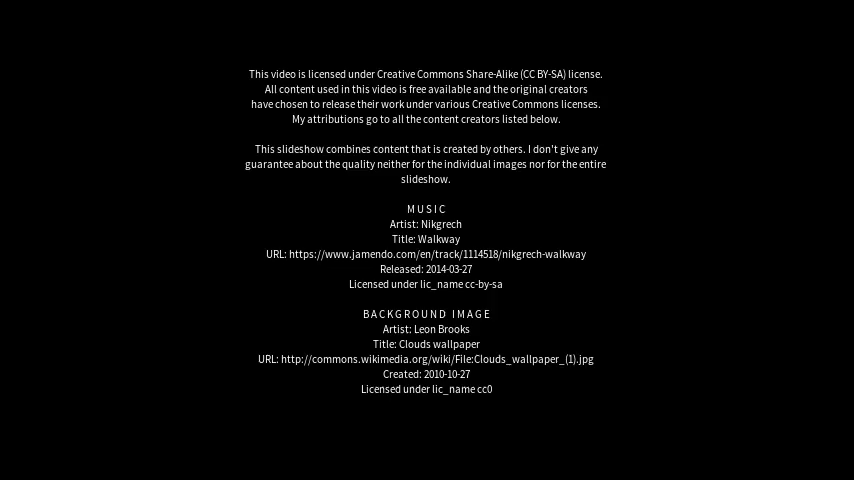 This video is licensed under Creative Commons Share-Alike (CC BY-SA) license.
All content used in this video is free available and the original creators
have chosen to release their work under various Creative Commons licenses.
My attributions go to all the content creators listed below.
This slideshow combines content that is created by others. I don't give any
guarantee about the quality neither for the individual images nor for the entire
slideshow.
MUSIC
Artist: Nikgrech
Title: Walkway
URL: https://www.jamendo.com/en/track/1114518/nikgrech-walkway
Released: 2014-03-27
Licensed under lic_name cc-by-sa
BACKGROUND IMAGE
Artist: Leon Brooks
Title: Clouds wallpaper
URL: http://commons.wikimedia.org/wiki/File:Clouds_wallpaper_(1).jpg
Created: 2010-10-27
Licensed under lic_name cc0